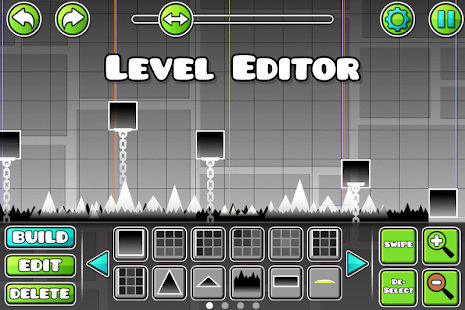 LEVEL EDITOR
BUILD
EDIT
DELETE
SWIPE
DE-
SELECT